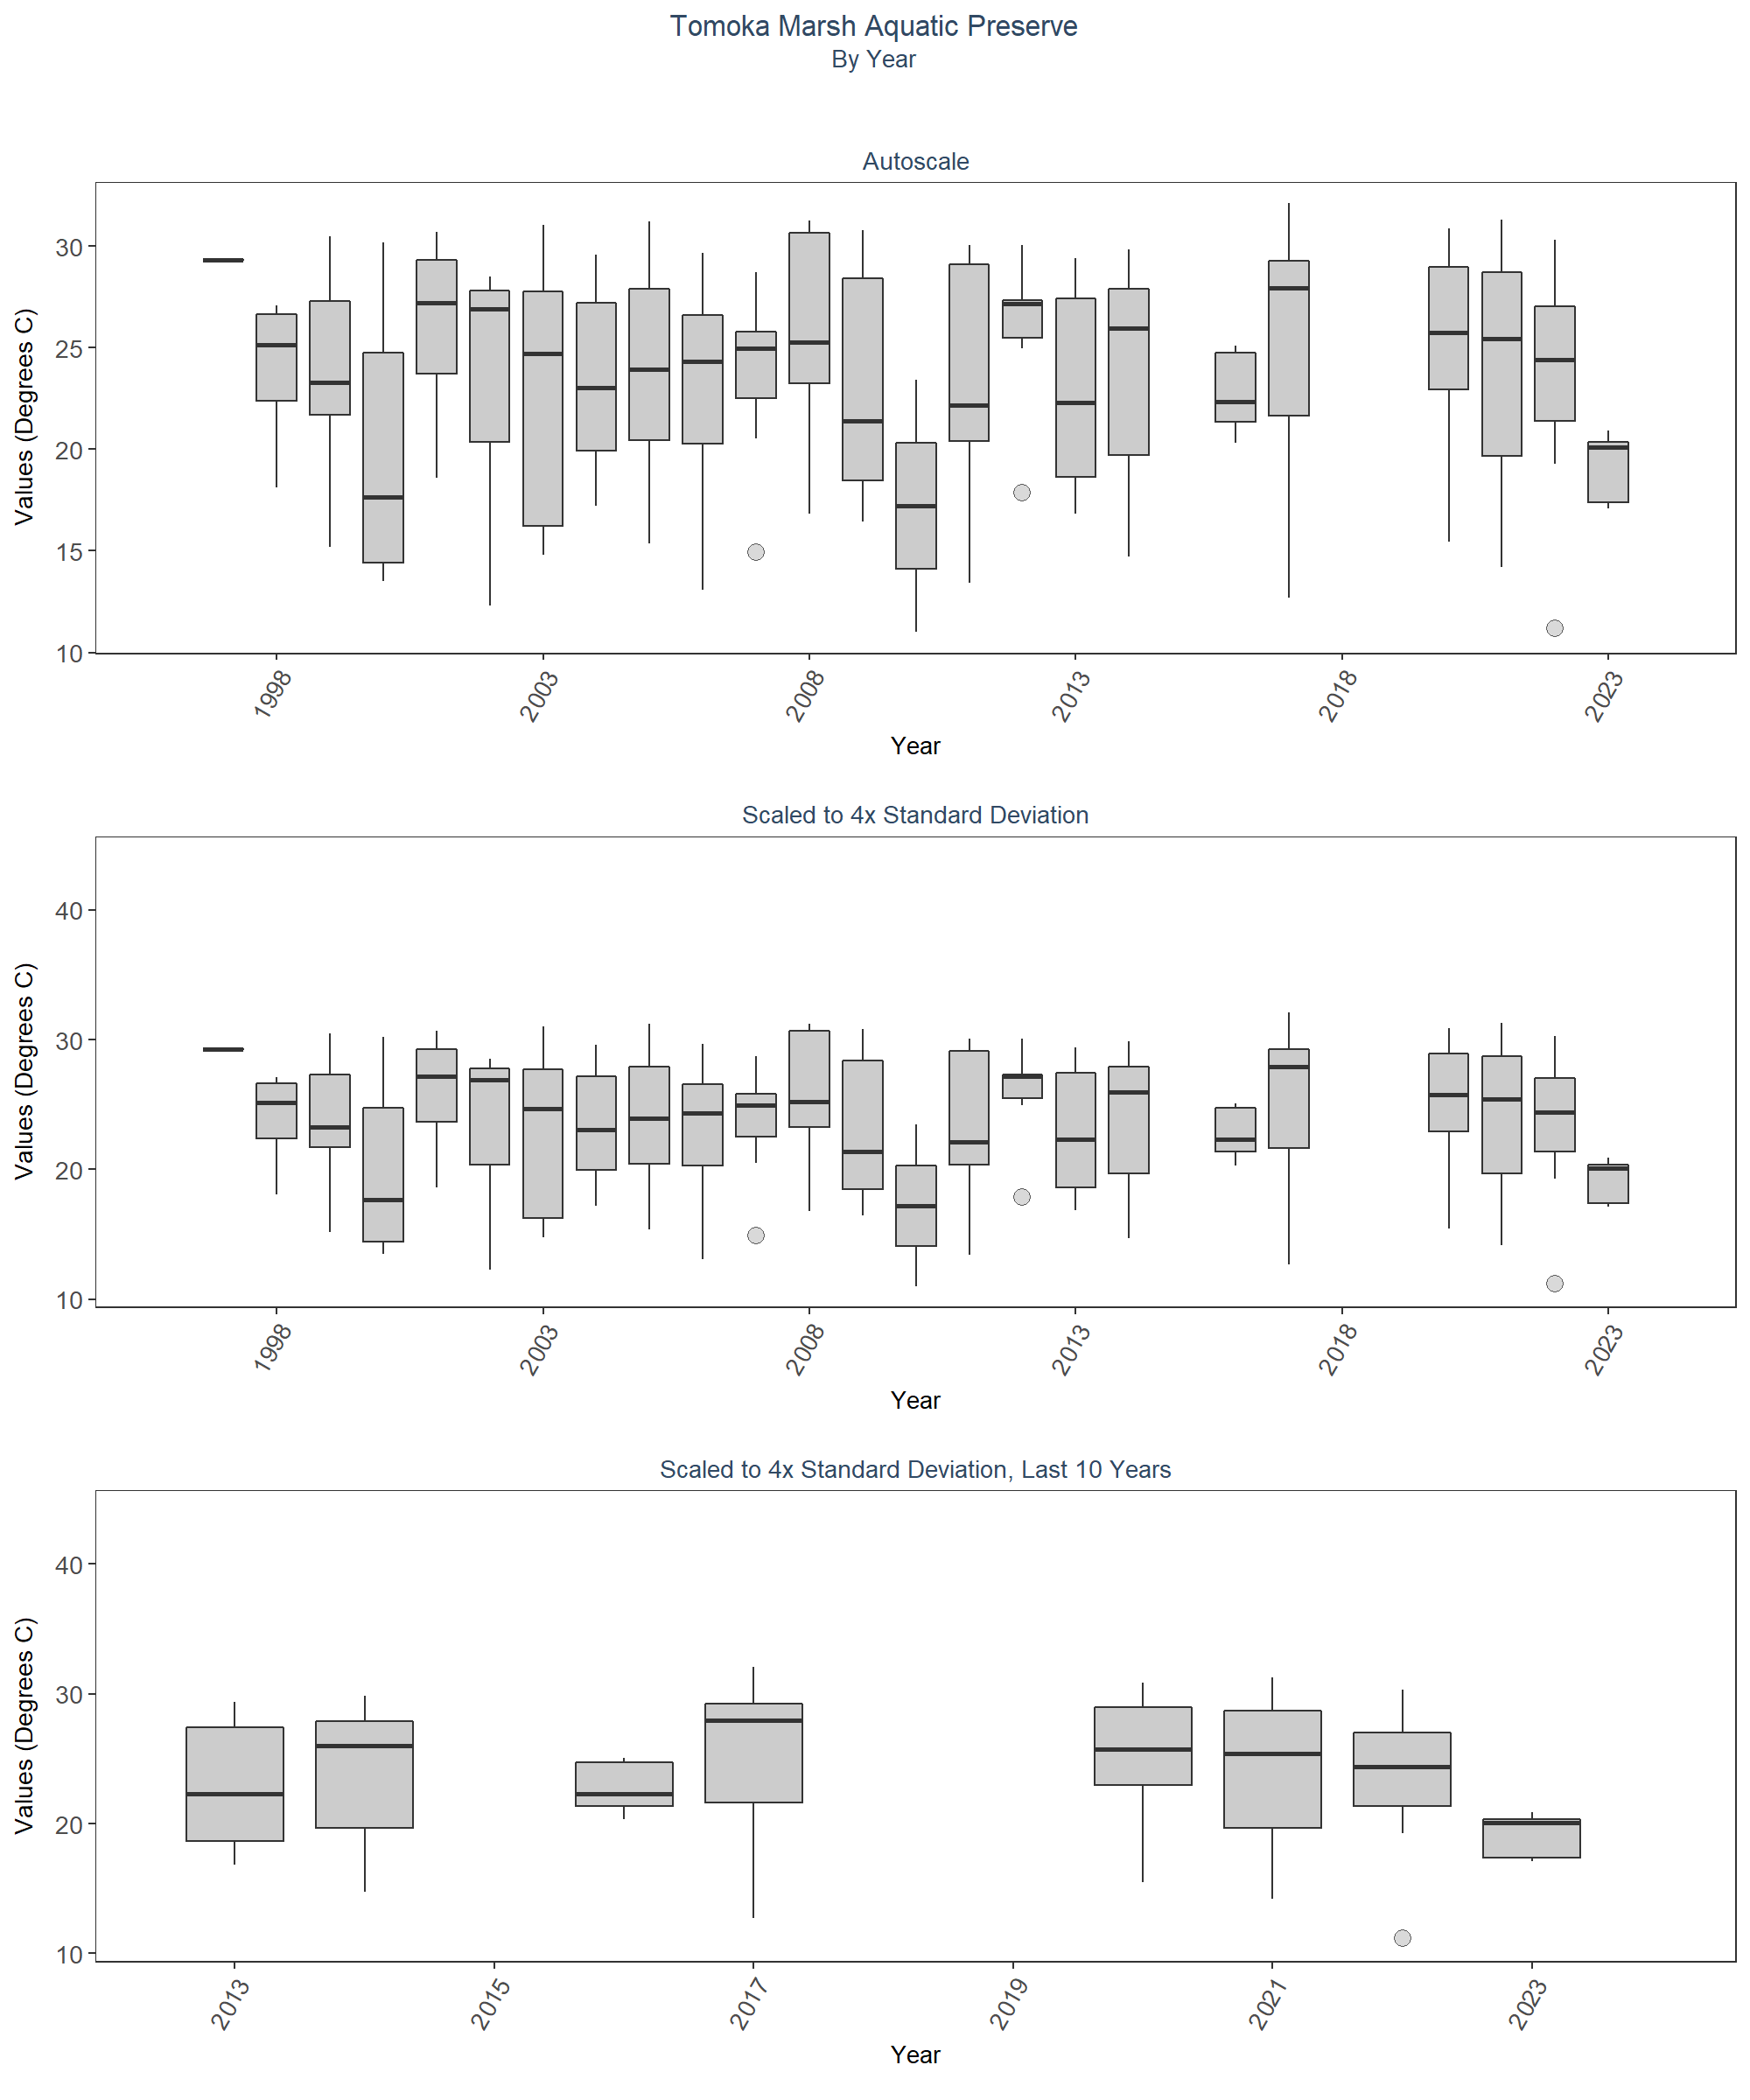 Tomoka Marsh Aquatic Preserve
By Year
Autoscale
Values (Degrees C)
30
25
20
15
10
1998
2003
2008
2013
2018
2023
Year
Scaled to 4x Standard Deviation
Values (Degrees C)
40
30
20
10
1998
2003
2008
2013
2018
2023
Year
Scaled to 4x Standard Deviation, Last 10 Years
Values (Degrees C)
40
30
20
10
2013
2015
2017
2019
2021
2023
Year